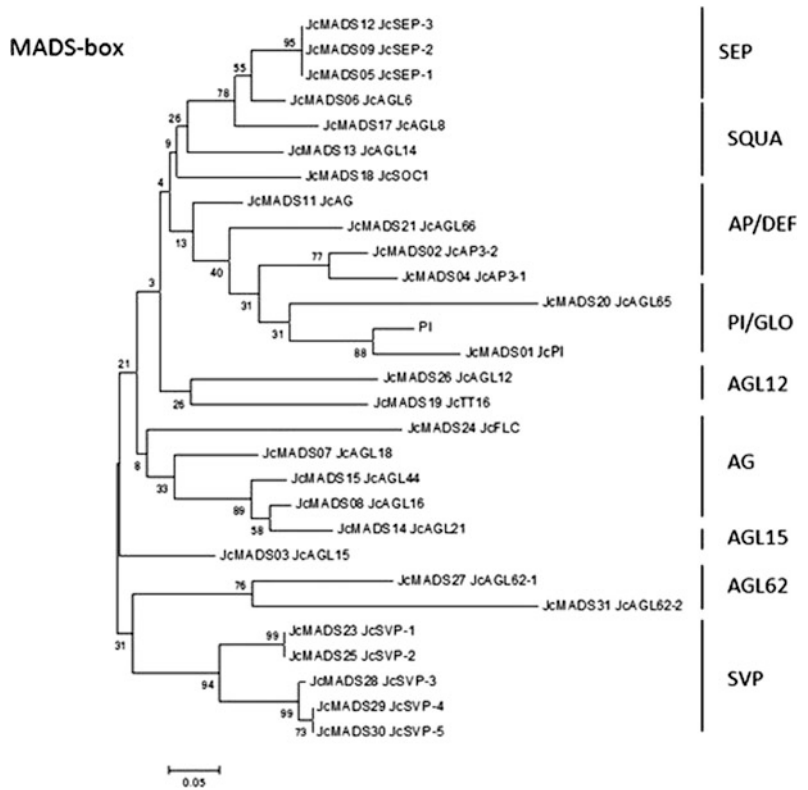 MADS-box
JcMADS12 JcSEP-3
95
JcMADS09 JcSEP-2
SEP
JcMADS05 JcSEP-1
55
78
JcMADS06 JcAGL6
26
JcMADS17 JcAGL8
SQUA
9
JcMADS13 JcAGL14
JcMADS18 JcSOC1
4
JcMADS11 JcAG
13
JcMADS21 JcAGL66
AP/DEF
40
77
JcMADS02 JcAP3-2
JcMADS04 JcAP3-1
3
31
JcMADS20 JcAGL65
31
PI
PI/GLO
88
JcMADS01 JcPI
21
JcMADS26 JcAGL12
AGL12
26
JcMADS19 JcTT16
JcMADS24 JcFLC
8
JcMADS07 JcAGL18
AG
33
JcMADS15 JcAGL44
89
JcMADS08 JcAGL16
58
JcMADS14 JcAGL21
AGL15
JcMADS03 JcAGL15
76
JcMADS27 JcAGL62-1
AGL62
JcMADS31 JcAGL62-2
31
99
JcMADS23 JcSVP-1
JcMADS25 JcSVP-2
94
JcMADS28 JcSVP-3
SVP
99
JcMADS29 JcSVP-4
73
JcMADS30 JcSVP-5
0.05